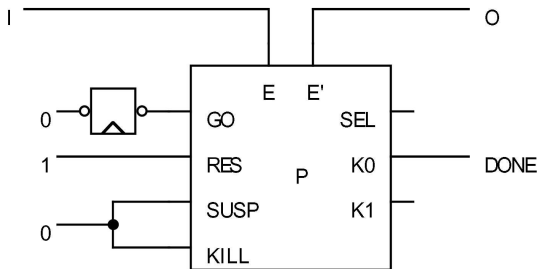 I O
E E'
0 GO SEL
1 RES P K0 DONE
0 SUSP K1
KILL